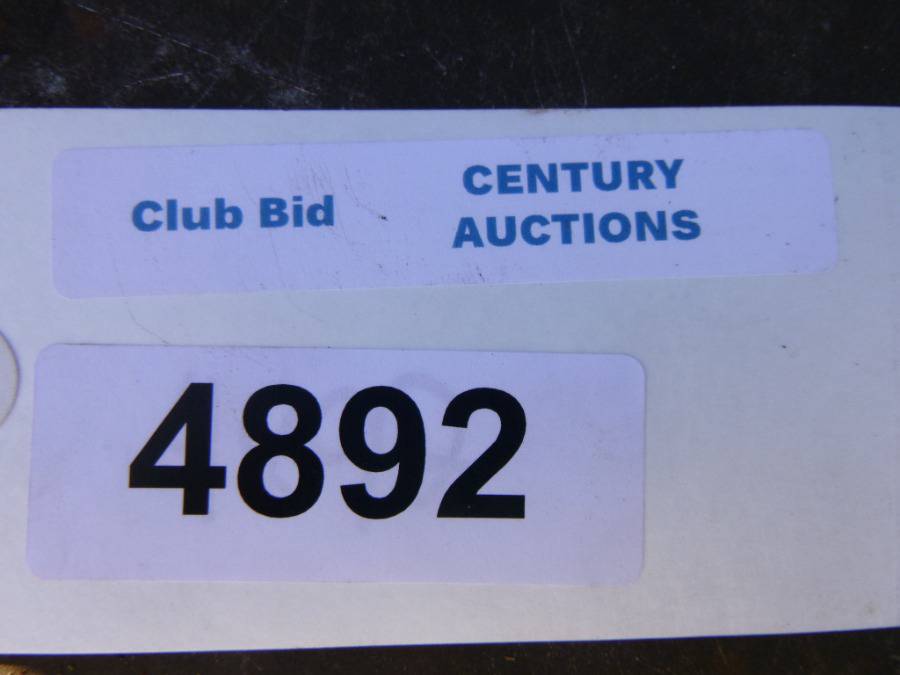 Club Bid
CENTURY
AUCTIONS
4892